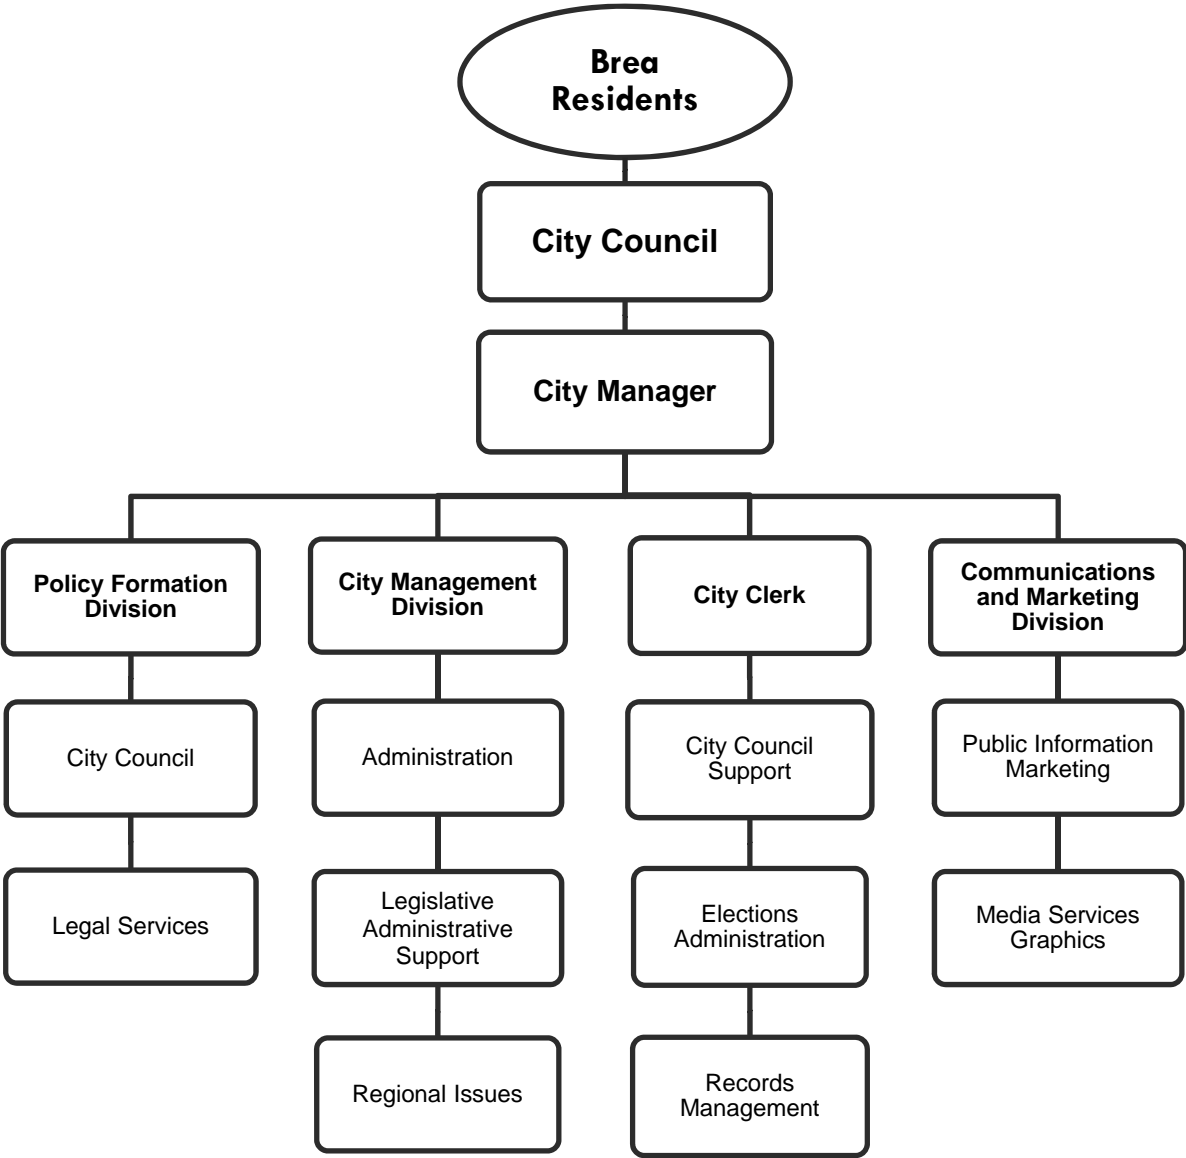 Brea
Residents
City Council
City Manager
Policy Formation
Division
City Management
Division
City Clerk
Communications
and Marketing
Division
City Council
Administration
City Council
Support
Public Information
Marketing
Legal Services
Legislative
Administrative
Support
Elections
Administration
Media Services
Graphics
Regional Issues
Records
Management